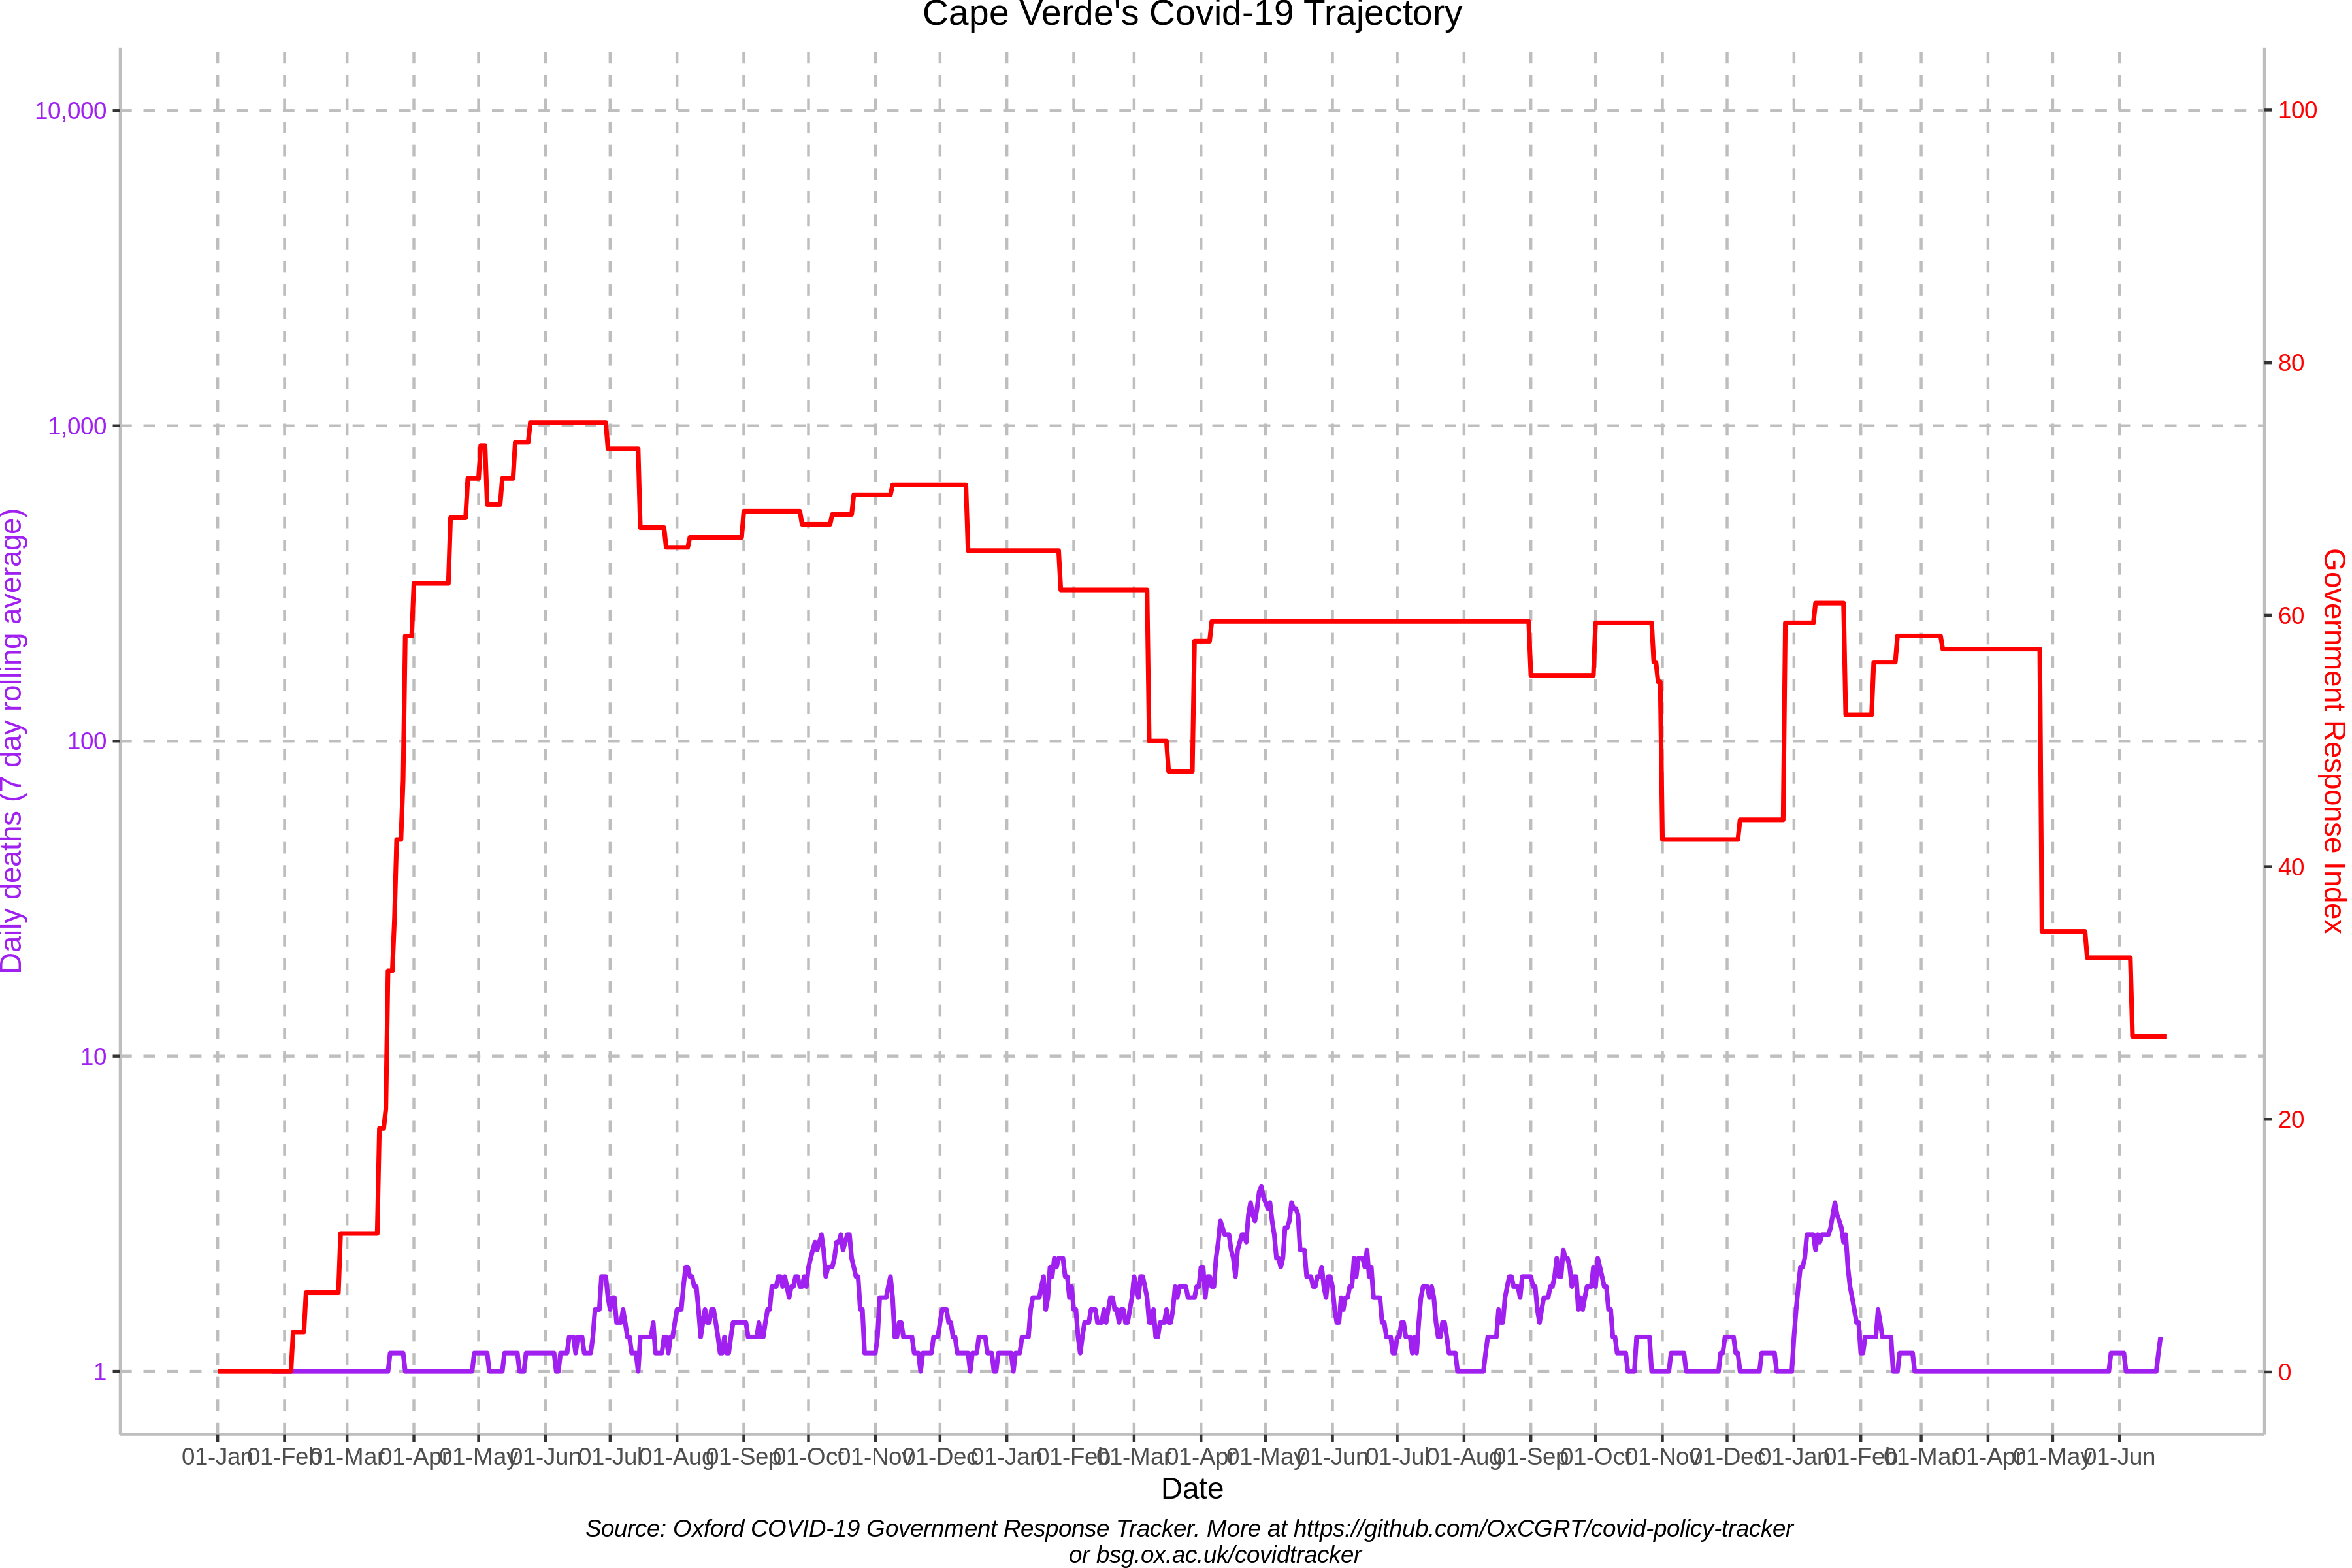 Cape Verde's Covid-19 Trajectory
Daily deaths (7 day rolling average)
10,000
1,000
100
10
1
100
80
60
40
20
0
Government Response Index
01-Jan 01-Feb 01-Mar 01-Apr 01-May 01-Jun 01-Jul 01-Aug 01-Sep 01-Oct 01-Nov 01-Dec 01-Jan 01-Feb 01-Mar 01-Apr 01-May 01-Jun 01-Jul 01-Aug 01-Sep 01-Oct 01-Nov 01-Dec 01-Jan 01-Feb 01-Mar 01-Apr 01-May 01-Jun
Date
Source: Oxford COVID-19 Government Response Tracker. More at https://github.com/OxCGRT/covid-policy-tracker
or bsg.ox.ac.uk/covidtracker